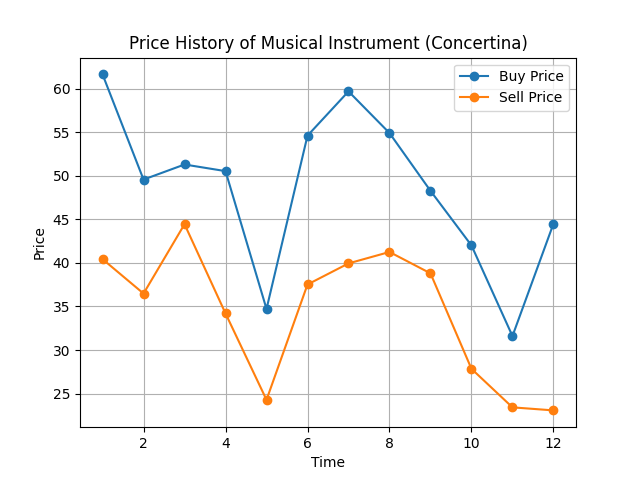 Price History of Musical Instrument (Concertina)
Buy Price
Sell Price
Price
60
55
50
45
40
35
30
25
2 4 6 8 10 12
Time